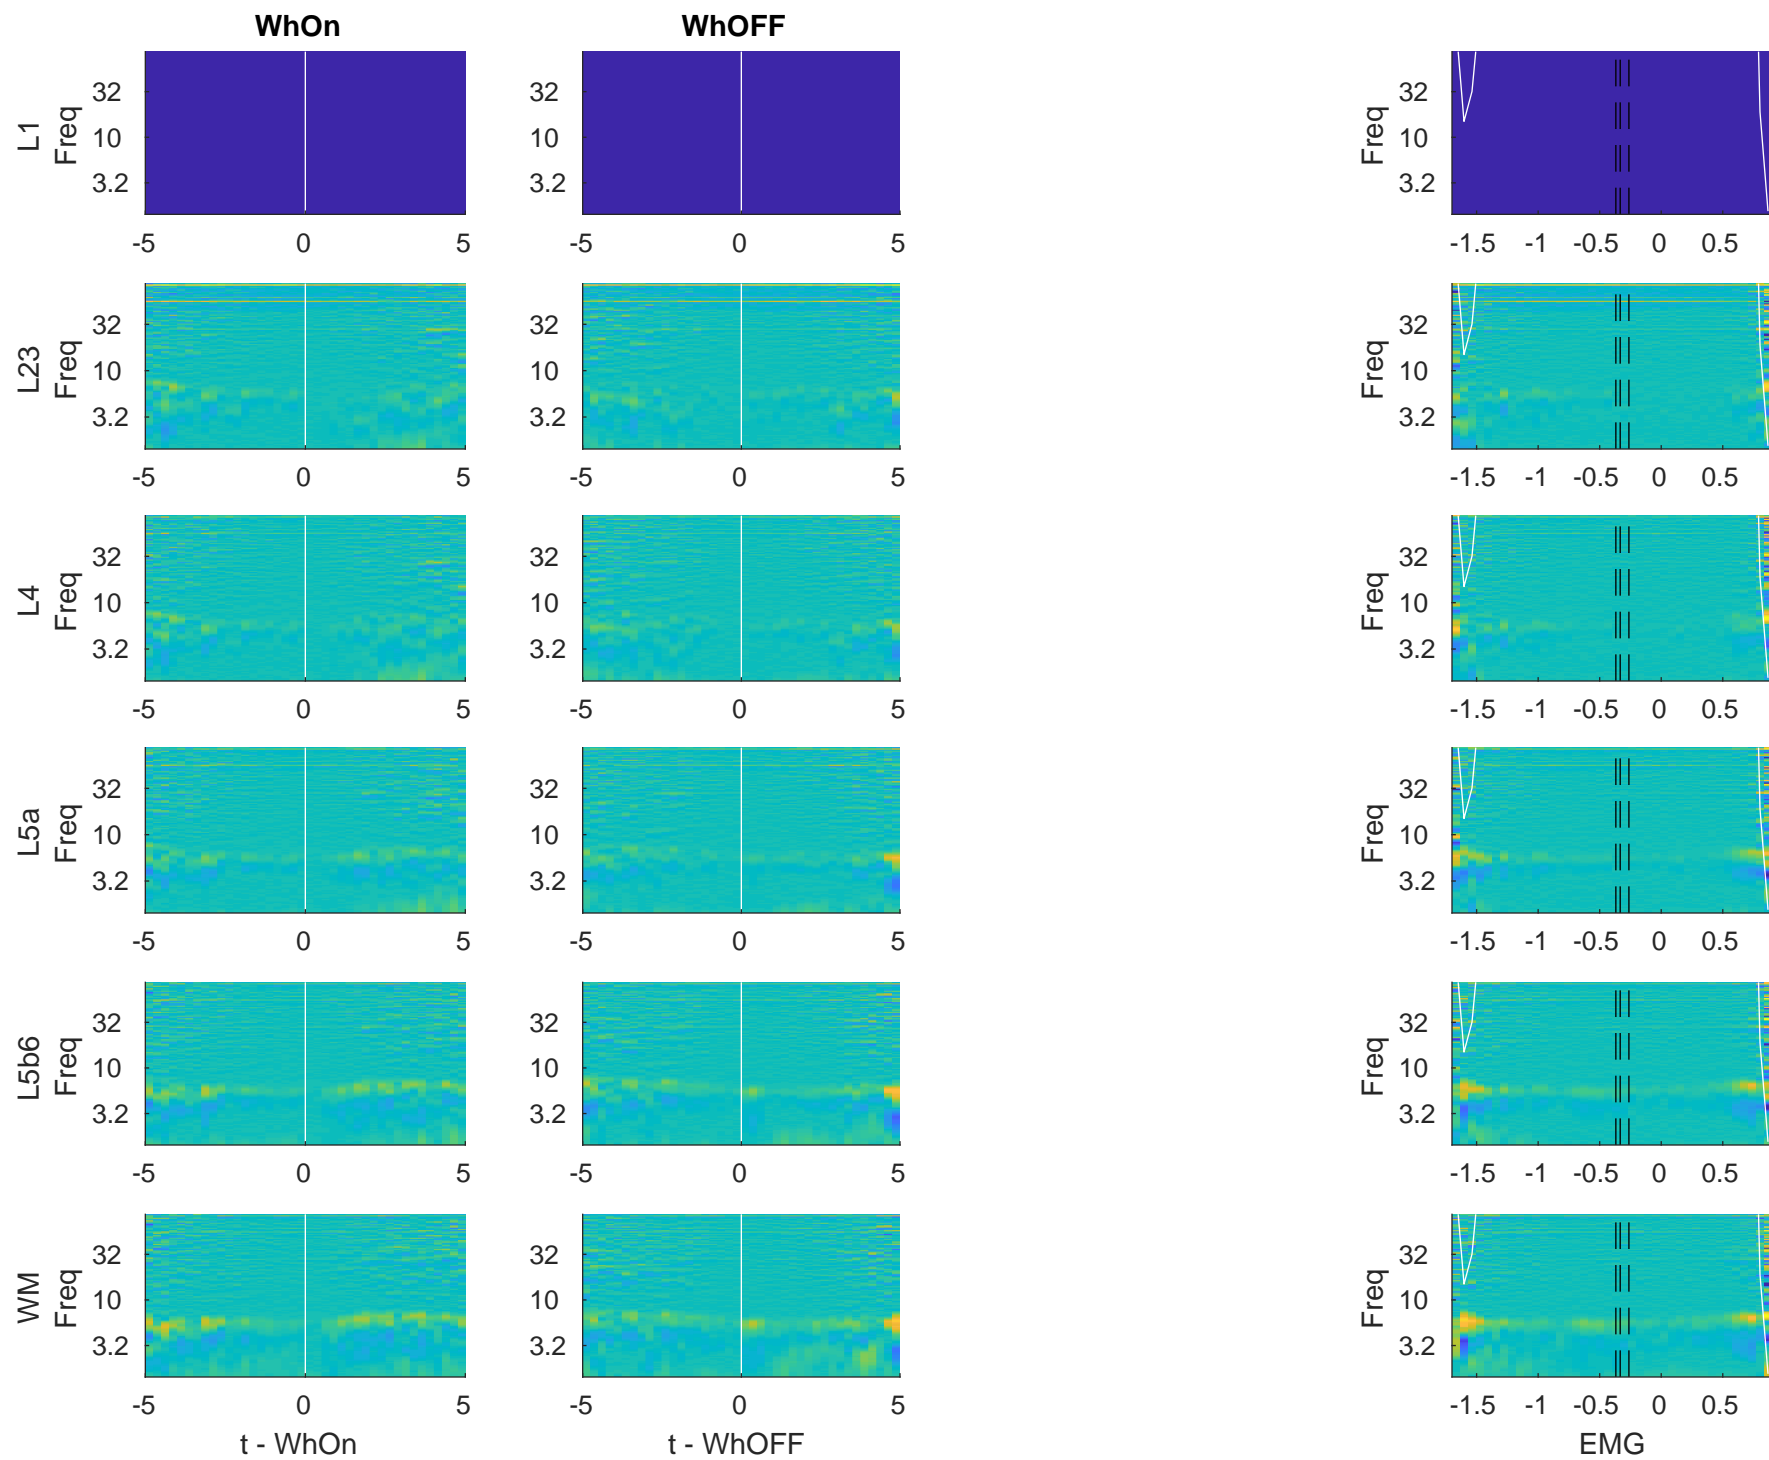 WhOn WhOFF
L1 Freq 32 10 3.2 Freq 32 10 3.2
-5 0 5 -5 0 5 -1.5 -1 -0.5 0 0.5
L23 Freq 32 10 3.2 Freq 32 10 3.2
-5 0 5 -5 0 5 -1.5 -1 -0.5 0 0.5
L4 Freq 32 10 3.2 Freq 32 10 3.2
-5 0 5 -5 0 5 -1.5 -1 -0.5 0 0.5
L5a Freq 32 10 3.2 Freq 32 10 3.2
-5 0 5 -5 0 5 -1.5 -1 -0.5 0 0.5
L5b6 Freq 32 10 3.2 Freq 32 10 3.2
-5 0 5 -5 0 5 -1.5 -1 -0.5 0 0.5
WM Freq 32 10 3.2 Freq 32 10 3.2
-5 0 5 -5 0 5 -1.5 -1 -0.5 0 0.5
t - WhOn t - WhOFF EMG